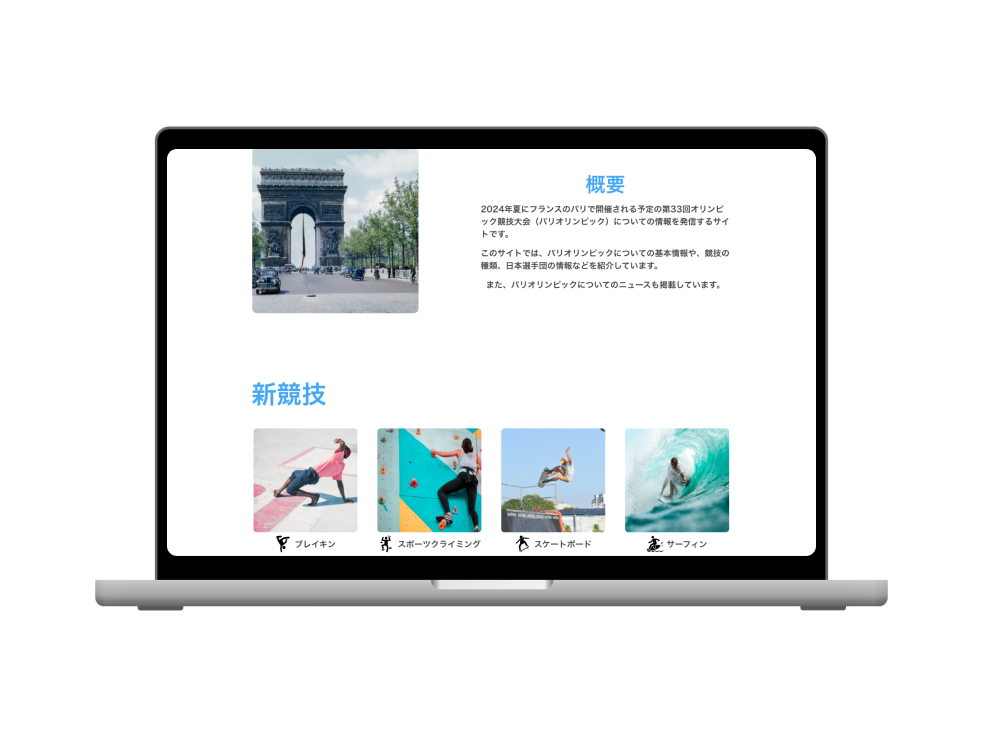 概要
2024年夏にフランスのパリで開催される予定の第33回オリンピ
ック競技大会（パリオリンピック）についての情報を発信するサイ
トです。
このサイトでは、パリオリンピックについての基本情報や、競技の
種類、日本選手団の情報などを紹介しています。
また、パリオリンピックについてのニュースも掲載しています。
新競技
ブレイキン
スポーツクライミング
スケートボード
サーフィン